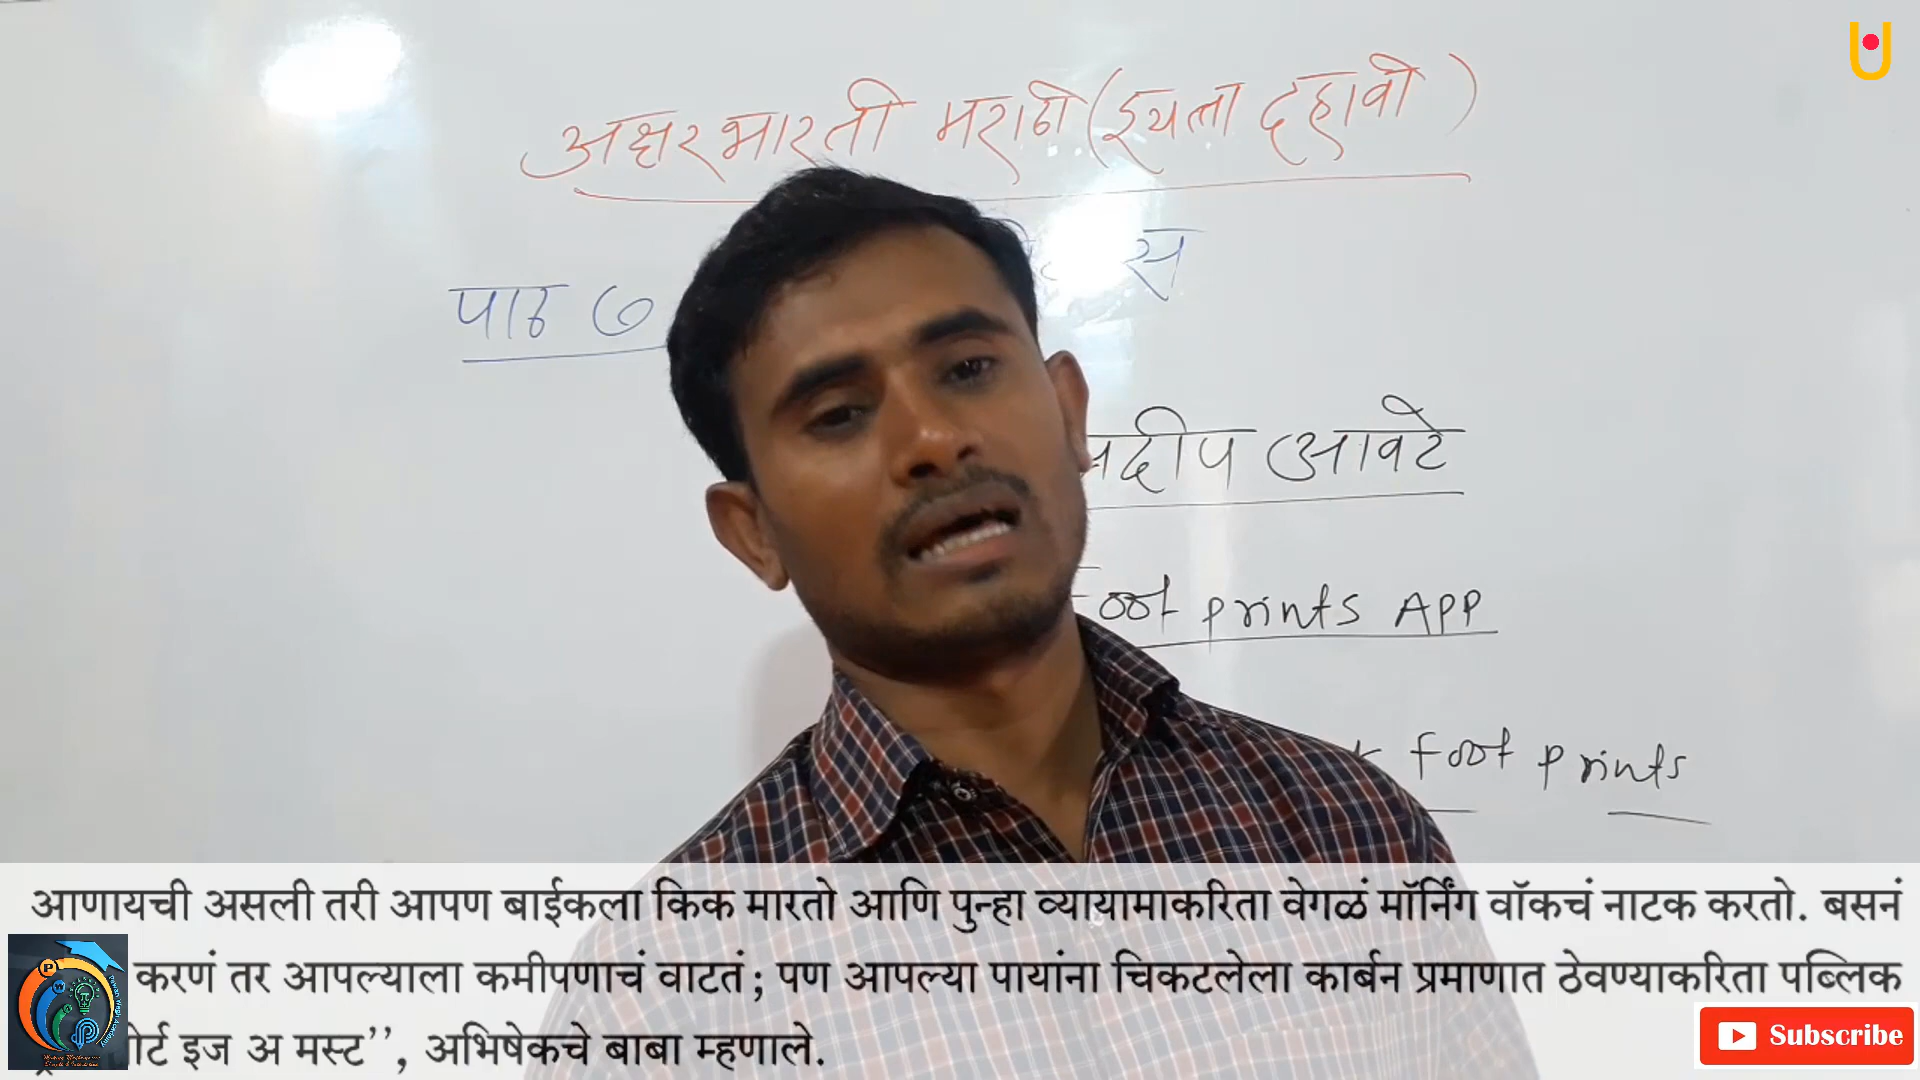 अक्षरभारती मराठी (इयत्ता दहावी)
पाठ ७
प्रदीप आवटे
Foot prints APP
Foot prints
आणायची असली तरी आपण बाईकला किक मारतो आणि पुन्हा व्यायामाकरिता वेगळं मॉर्निंग वॉकचं नाटक करतो. बसनं
करणं तर आपल्याला कमीपणाचं वाटतं; पण आपल्या पायांना चिकटलेला कार्बन प्रमाणात ठेवण्याकरिता पब्लिक
इज अ मस्ट’’, अभिषेकचे बाबा म्हणाले.
Subscribe